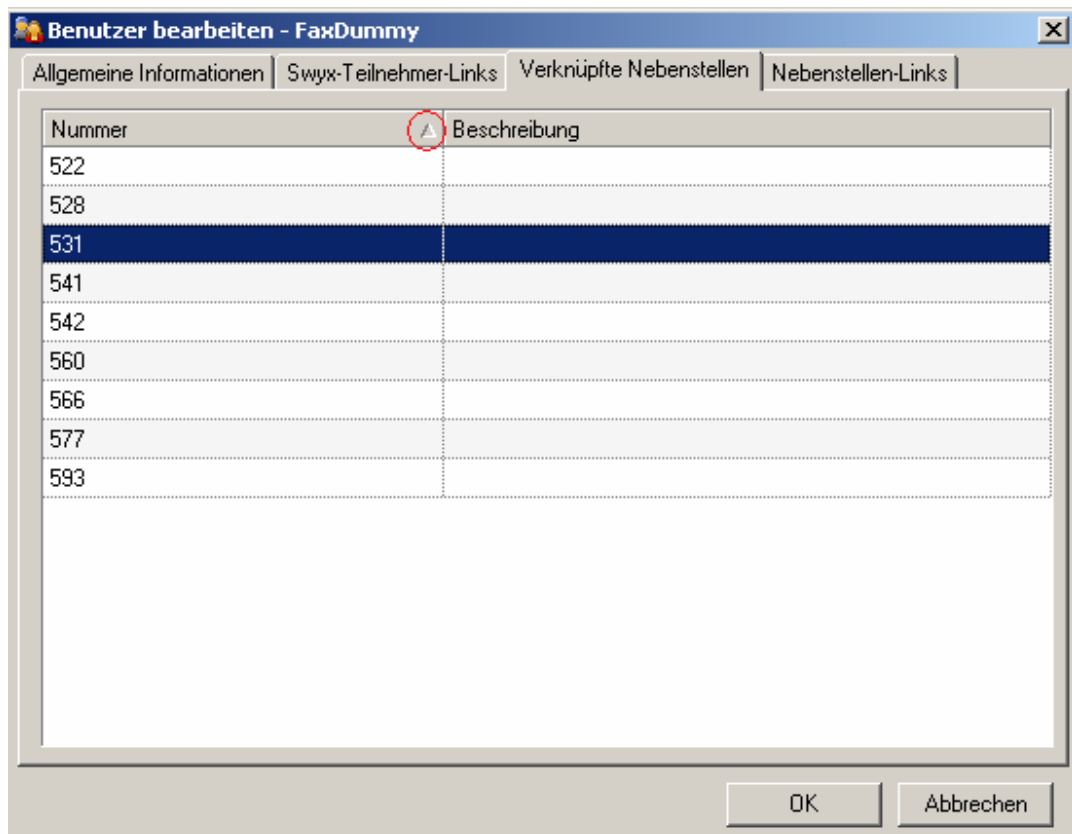 Benutzer bearbeiten - FaxDummy
Allgemeine Informationen Swyx-Teilnehmer-Links Verknüpfte Nebenstellen Nebenstellen-Links
Nummer Beschreibung
522
528
531
541
542
560
566
577
593
OK Abbrechen